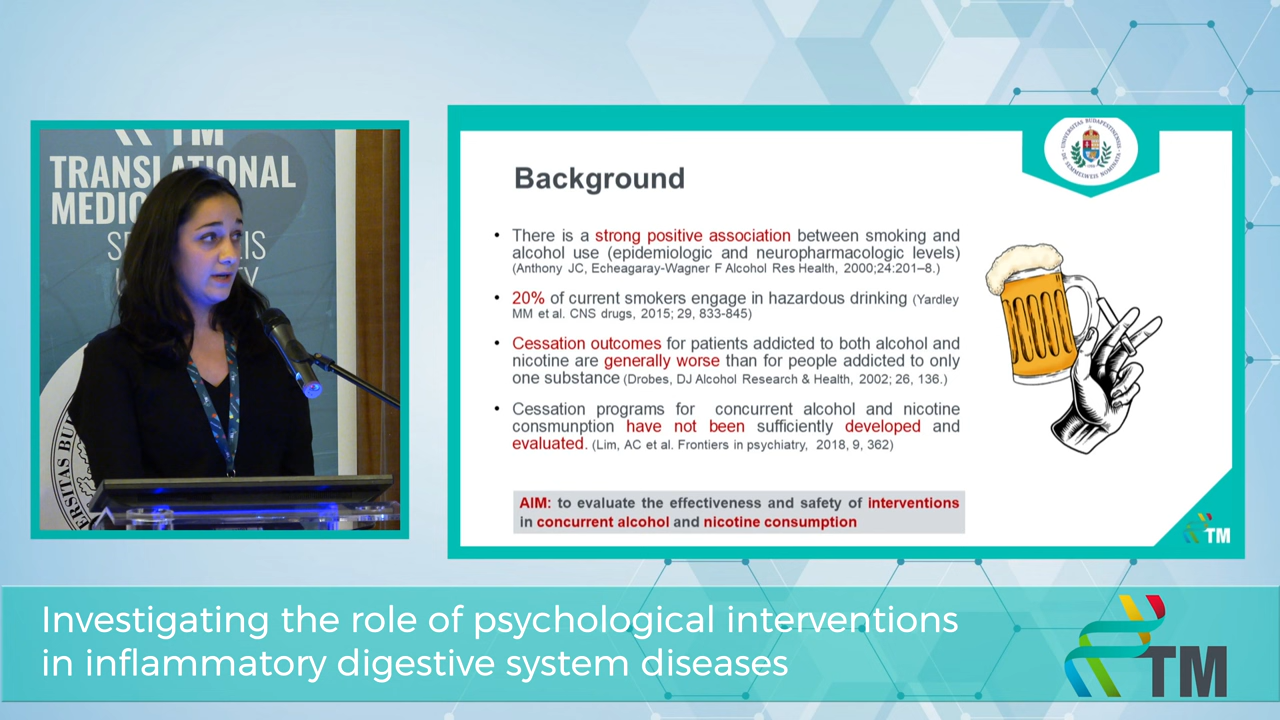 TM
TRANSLATIONAL
Background
• There is a strong positive association between smoking and
alcohol use (epidemiologic and neuropharmacologic levels)
(Anthony JC, Echeagaray-Wagner F Alcohol Res Health, 2000;24:201–8.)
• 20% of current smokers engage in hazardous drinking (Yardley
MM et al. CNS drugs, 2015; 29, 833-845)
• Cessation outcomes for patients addicted to both alcohol and
nicotine are generally worse than for people addicted to only
one substance (Drobes, DJ Alcohol Research & Health, 2002; 26, 136.)
• Cessation programs for concurrent alcohol and nicotine
consmunption have not been sufficiently developed and
evaluated. (Lim, AC et al. Frontiers in psychiatry, 2018, 9, 362)
AIM: to evaluate the effectiveness and safety of interventions
in concurrent alcohol and nicotine consumption
TM
Investigating the role of psychological interventions
in inflammatory digestive system diseases
TM